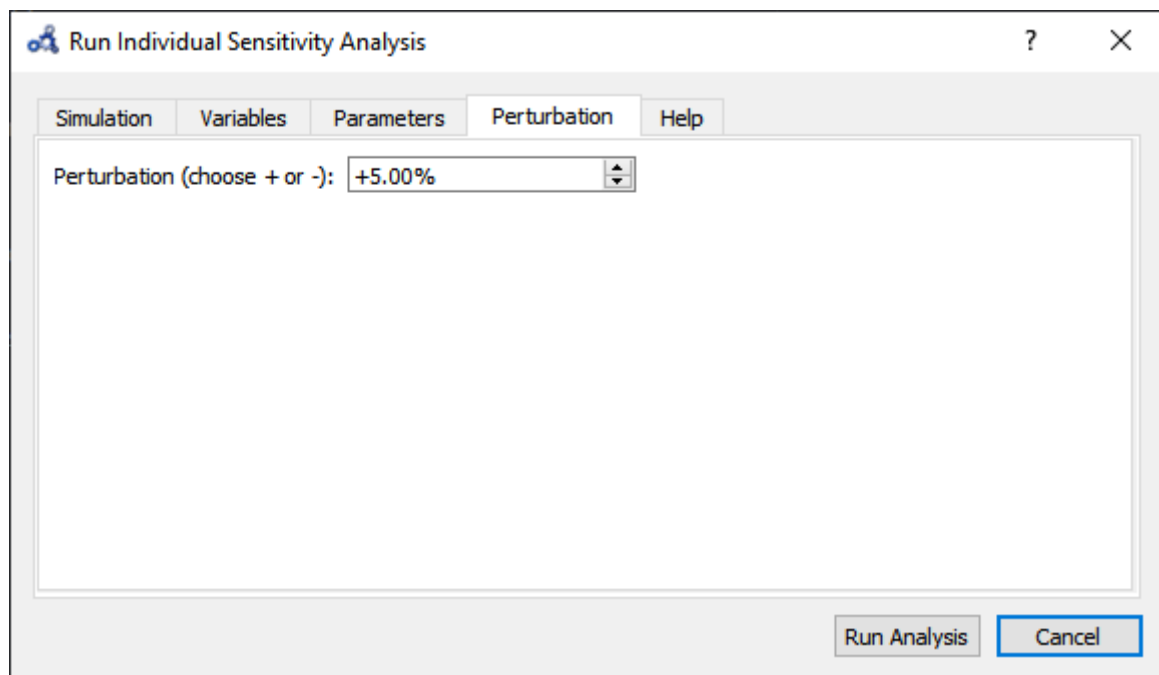 Run Individual Sensitivity Analysis ?
Simulation Variables Parameters Perturbation Help
Perturbation (choose + or -): +5.00%
Run Analysis Cancel